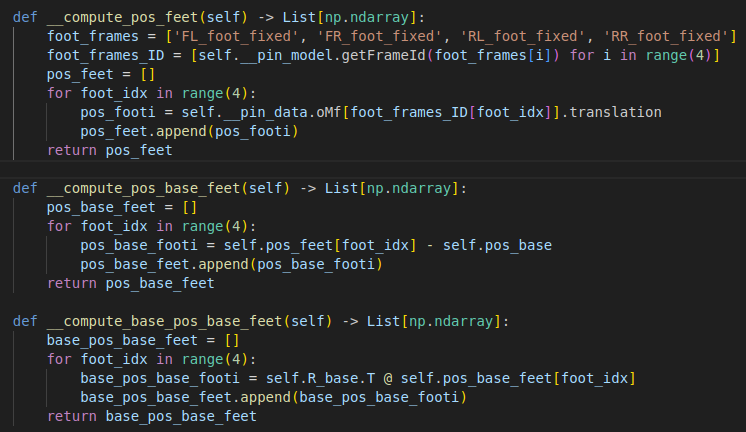 def __compute_pos_feet(self) -> List[np.ndarray]:
    foot_frames = ['FL_foot_fixed', 'FR_foot_fixed', 'RL_foot_fixed', 'RR_foot_fixed']
    foot_frames_ID = [self.__pin_model.getFrameId(foot_frames[i]) for i in range(4)]
    pos_feet = []
    for foot_idx in range(4):
        pos_footi = self.__pin_data.oMf[foot_frames_ID[foot_idx]].translation
        pos_feet.append(pos_footi)
    return pos_feet

def __compute_pos_base_feet(self) -> List[np.ndarray]:
    pos_base_feet = []
    for foot_idx in range(4):
        pos_base_footi = self.pos_feet[foot_idx] - self.pos_base
        pos_base_feet.append(pos_base_footi)
    return pos_base_feet

def __compute_base_pos_base_feet(self) -> List[np.ndarray]:
    base_pos_base_feet = []
    for foot_idx in range(4):
        base_pos_base_footi = self.R_base.T @ self.pos_base_feet[foot_idx]
        base_pos_base_feet.append(base_pos_base_footi)
    return base_pos_base_feet